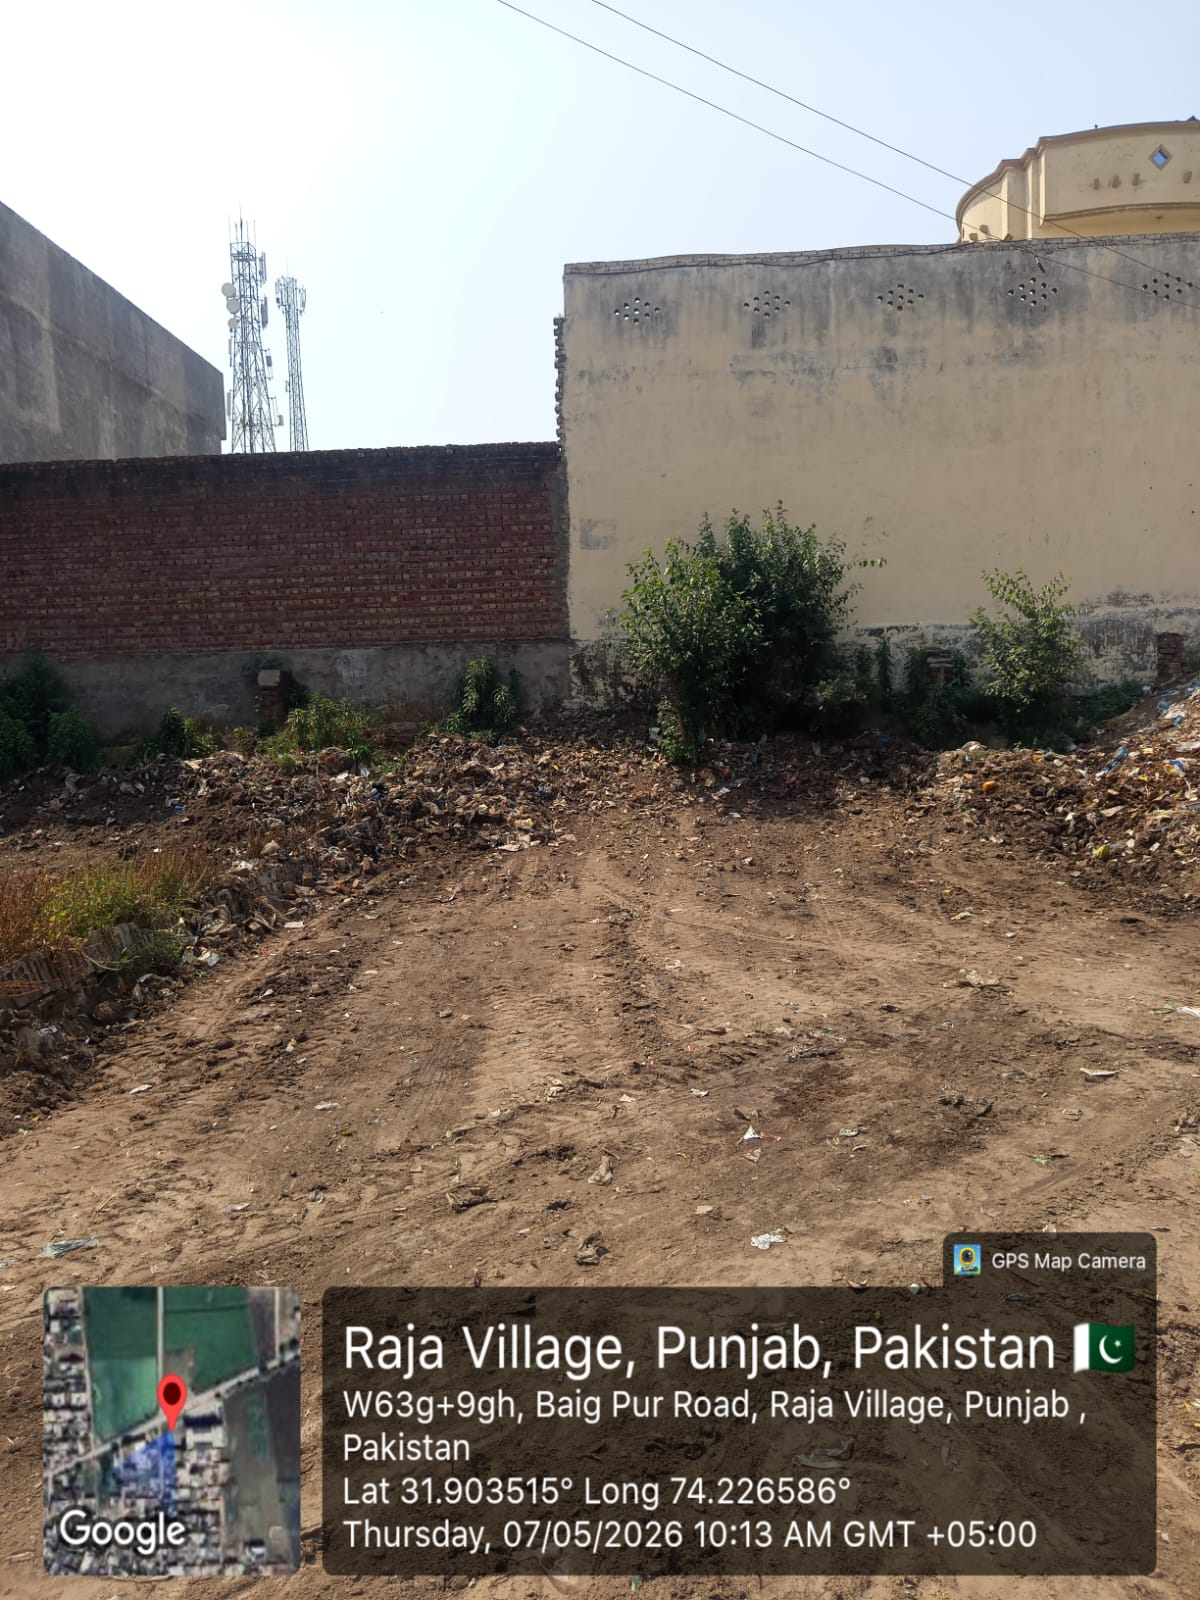 GPS Map Camera
Raja Village, Punjab, Pakistan
W63g+9gh, Baig Pur Road, Raja Village, Punjab ,
Pakistan
Lat 31.903515° Long 74.226586°
Thursday, 07/05/2026 10:13 AM GMT +05:00
Google